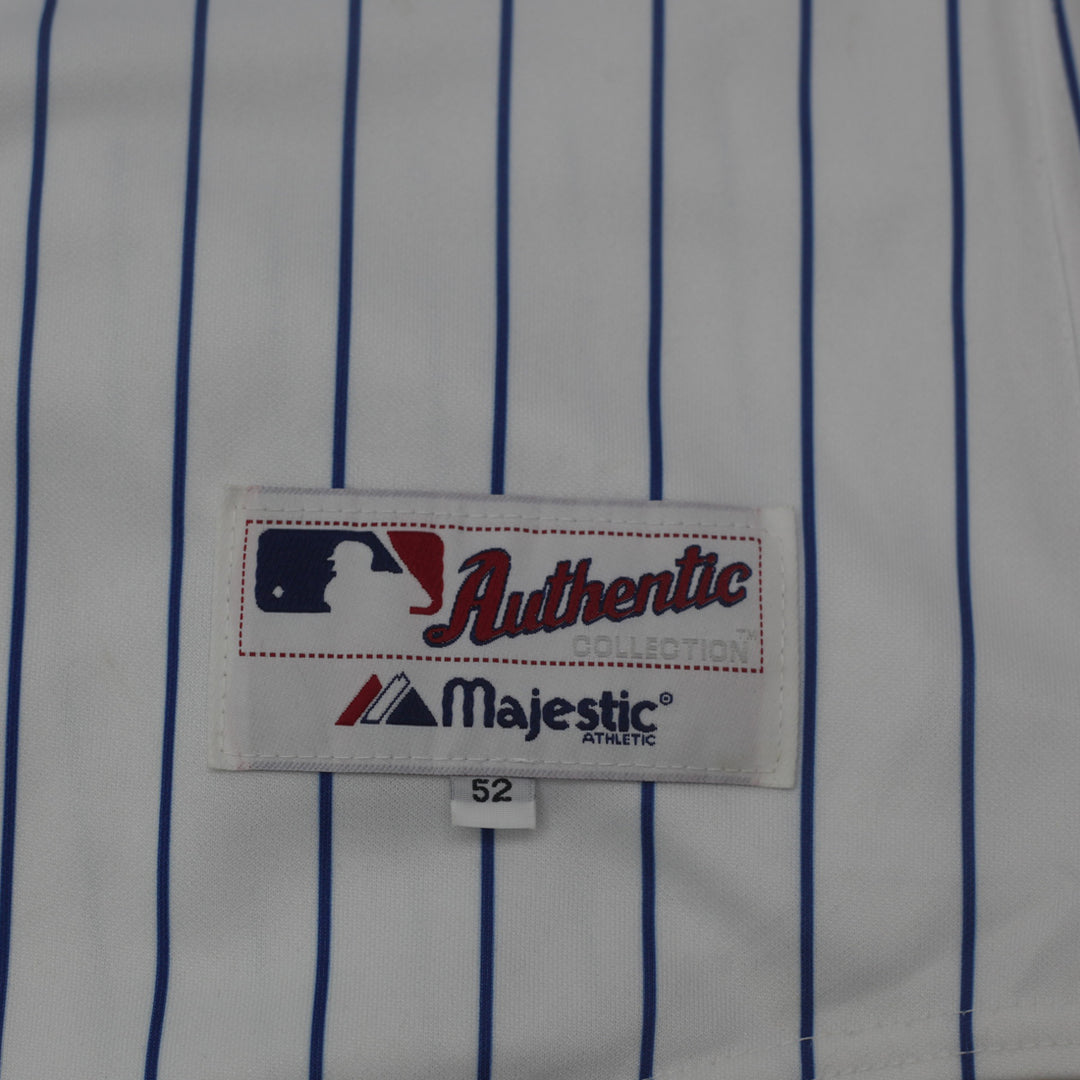 Authentic
COLLECTION™
Majestic®
ATHLETIC
52